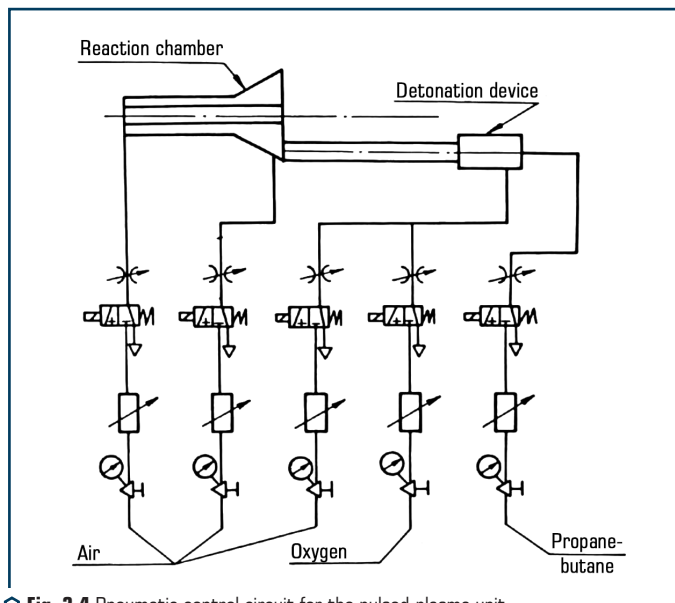 Reaction chamber
Detonation device
Air
Oxygen
Propane-
butane
Fig. 2.4 Pneumatic control circuit for the pulsed-plasma unit